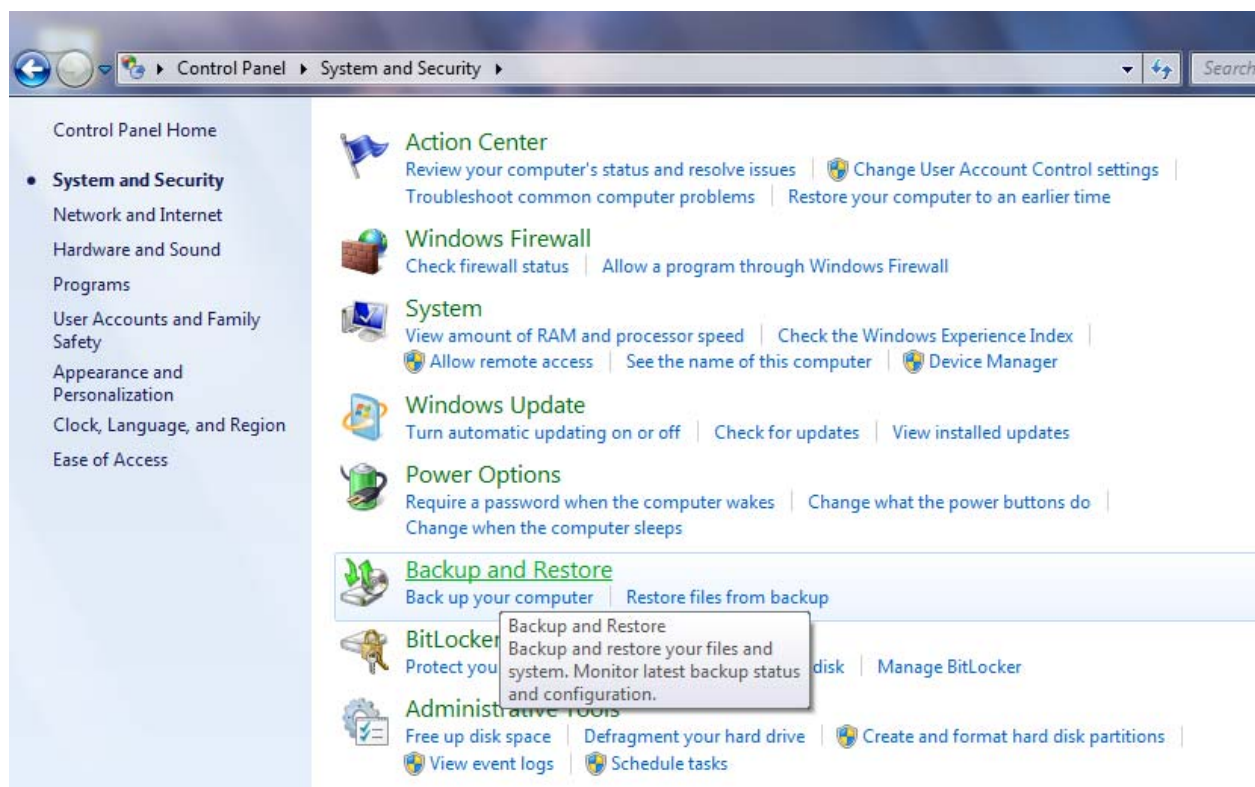 Control Panel System and Security Search
Control Panel Home
System and Security
Network and Internet
Hardware and Sound
Programs
User Accounts and Family
Safety
Appearance and
Personalization
Clock, Language, and Region
Ease of Access
Action Center
Review your computer's status and resolve issues Change User Account Control settings
Troubleshoot common computer problems Restore your computer to an earlier time
Windows Firewall
Check firewall status Allow a program through Windows Firewall
System
View amount of RAM and processor speed Check the Windows Experience Index
Allow remote access See the name of this computer Device Manager
Windows Update
Turn automatic updating on or off Check for updates View installed updates
Power Options
Require a password when the computer wakes Change what the power buttons do
Change when the computer sleeps
Backup and Restore
Back up your computer Restore files from backup
Backup and Restore
Backup and restore your files and
system. Monitor latest backup status
and configuration.
BitLocker
Protect you disk Manage BitLocker
Administrative Tools
Free up disk space Defragment your hard drive Create and format hard disk partitions
View event logs Schedule tasks